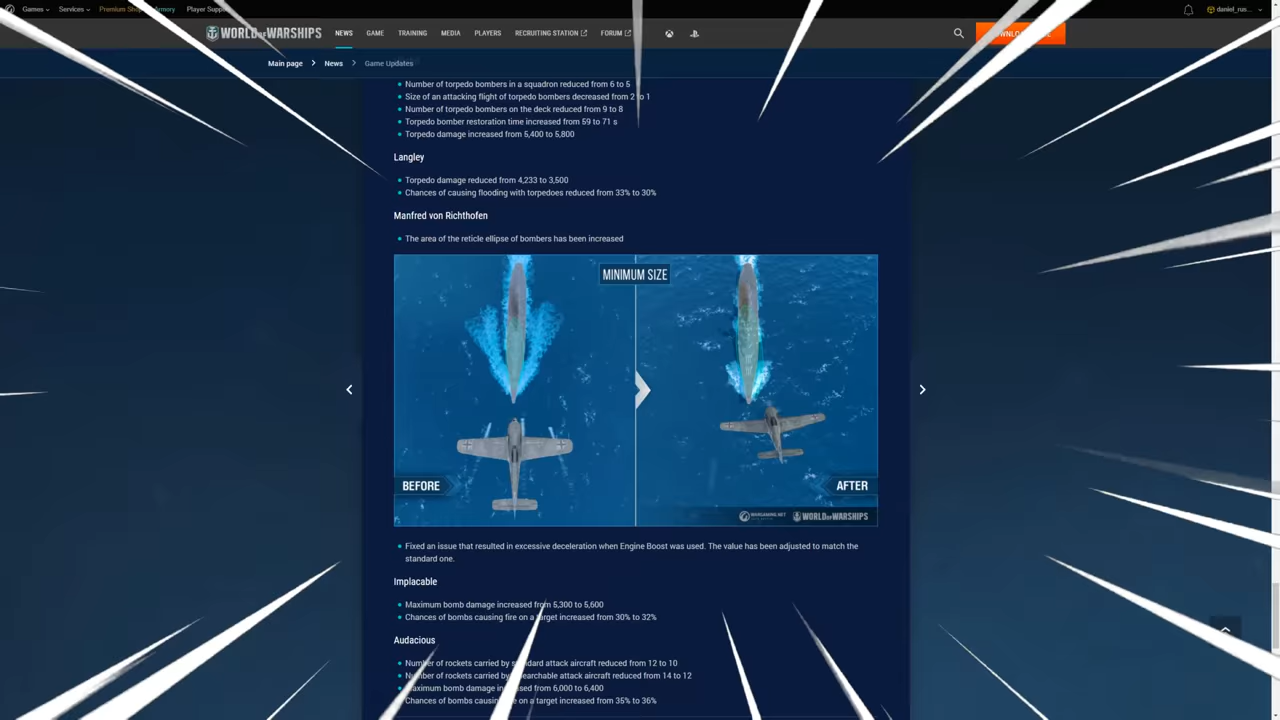 Games Services Premium Shop Armory Player Support daniel_rus...
WORLD OF WARSHIPS NEWS GAME TRAINING MEDIA PLAYERS RECRUITING STATION FORUM
Main page > News > Game Updates
Number of torpedo bombers in a squadron reduced from 6 to 5
Size of an attacking flight of torpedo bombers decreased from 2 to 1
Number of torpedo bombers on the deck reduced from 9 to 8
Torpedo bomber restoration time increased from 59 to 71 s
Torpedo damage increased from 5,400 to 5,800
Langley
Torpedo damage reduced from 4,233 to 3,500
Chances of causing flooding with torpedoes reduced from 33% to 30%
Manfred von Richthofen
The area of the reticle ellipse of bombers has been increased
MINIMUM SIZE
BEFORE
AFTER
WARGAMING.NET WORLD OF WARSHIPS
Fixed an issue that resulted in excessive deceleration when Engine Boost was used. The value has been adjusted to match the
standard one.
Implacable
Maximum bomb damage increased from 5,300 to 5,600
Chances of bombs causing fire on a target increased from 30% to 32%
Audacious
Number of rockets carried by standard attack aircraft reduced from 12 to 10
Number of rockets carried by researchable attack aircraft reduced from 14 to 12
Maximum bomb damage increased from 6,000 to 6,400
Chances of bombs causing fire on a target increased from 35% to 36%